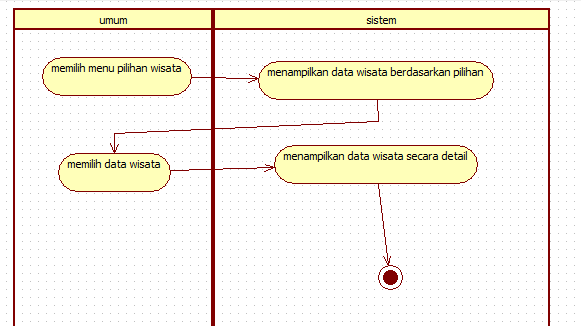 umum
sistem
memilih menu pilihan wisata
menampilkan data wisata berdasarkan pilihan
memilih data wisata
menampilkan data wisata secara detail